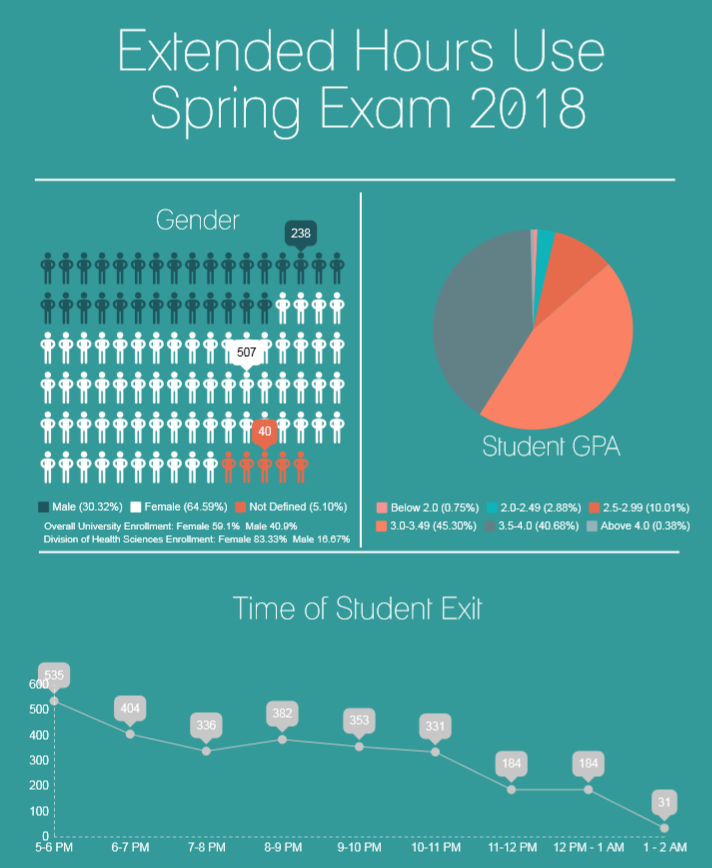 Extended Hours Use
Spring Exam 2018
Gender
238
507
40
Male (30.32%) Female (64.59%) Not Defined (5.10%)
Overall University Enrollment: Female 59.1% Male 40.9%
Division of Health Sciences Enrollment: Female 83.33% Male 16.67%
Student GPA
Below 2.0 (0.75%) 2.0-2.49 (2.88%) 2.5-2.99 (10.01%)
3.0-3.49 (45.30%) 3.5-4.0 (40.68%) Above 4.0 (0.38%)
Time of Student Exit
535
404
336
382
353
331
184
184
31
600
500
400
300
200
100
0
5-6 PM 6-7 PM 7-8 PM 8-9 PM 9-10 PM 10-11 PM 11-12 PM 12 PM - 1 AM 1 - 2 AM